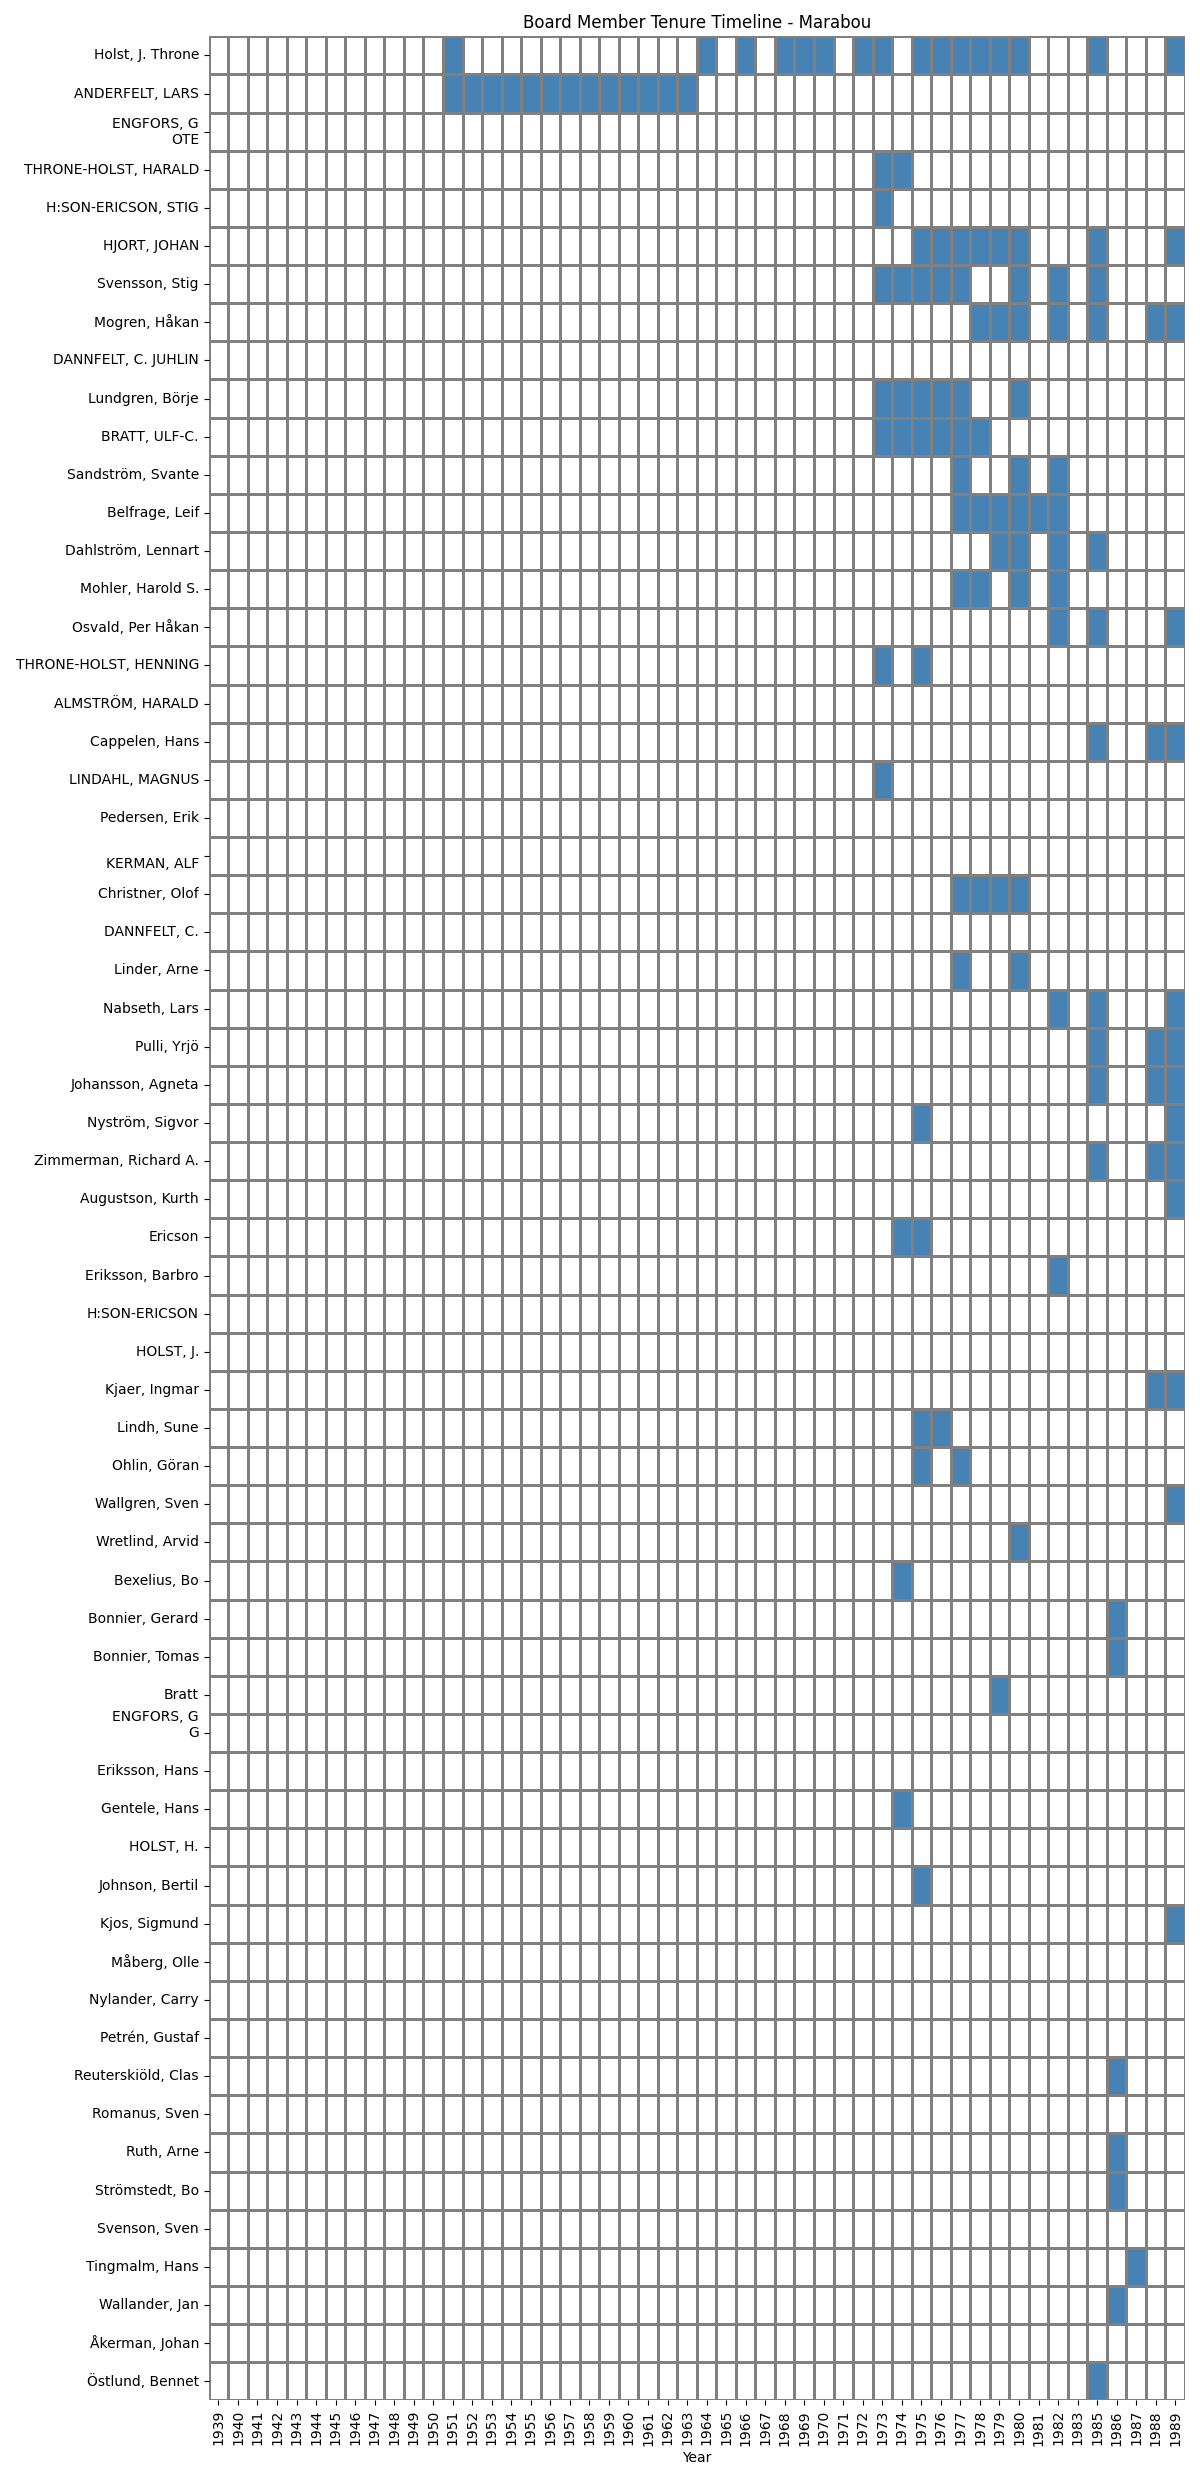 Board Member Tenure Timeline - Marabou
Holst, J. Throne
ANDERFELT, LARS
ENGFORS, G
OTE
THRONE-HOLST, HARALD
H:SON-ERICSON, STIG
HJORT, JOHAN
Svensson, Stig
Mogren, Håkan
DANNFELT, C. JUHLIN
Lundgren, Börje
BRATT, ULF-C.
Sandström, Svante
Belfrage, Leif
Dahlström, Lennart
Mohler, Harold S.
Osvald, Per Håkan
THRONE-HOLST, HENNING
ALMSTRÖM, HARALD
Cappelen, Hans
LINDAHL, MAGNUS
Pedersen, Erik
KERMAN, ALF
Christner, Olof
DANNFELT, C.
Linder, Arne
Nabseth, Lars
Pulli, Yrjö
Johansson, Agneta
Nyström, Sigvor
Zimmerman, Richard A.
Augustson, Kurth
Ericson
Eriksson, Barbro
H:SON-ERICSON
HOLST, J.
Kjaer, Ingmar
Lindh, Sune
Ohlin, Göran
Wallgren, Sven
Wretlind, Arvid
Bexelius, Bo
Bonnier, Gerard
Bonnier, Tomas
Bratt
ENGFORS, G
G
Eriksson, Hans
Gentele, Hans
HOLST, H.
Johnson, Bertil
Kjos, Sigmund
Måberg, Olle
Nylander, Carry
Petrén, Gustaf
Reuterskiöld, Clas
Romanus, Sven
Ruth, Arne
Strömstedt, Bo
Svenson, Sven
Tingmalm, Hans
Wallander, Jan
Åkerman, Johan
Östlund, Bennet
1939 1940 1941 1942 1943 1944 1945 1946 1947 1948 1949 1950 1951 1952 1953 1954 1955 1956 1957 1958 1959 1960 1961 1962 1963 1964 1965 1966 1967 1968 1969 1970 1971 1972 1973 1974 1975 1976 1977 1978 1979 1980 1981 1982 1983 1985 1986 1987 1988 1989
Year